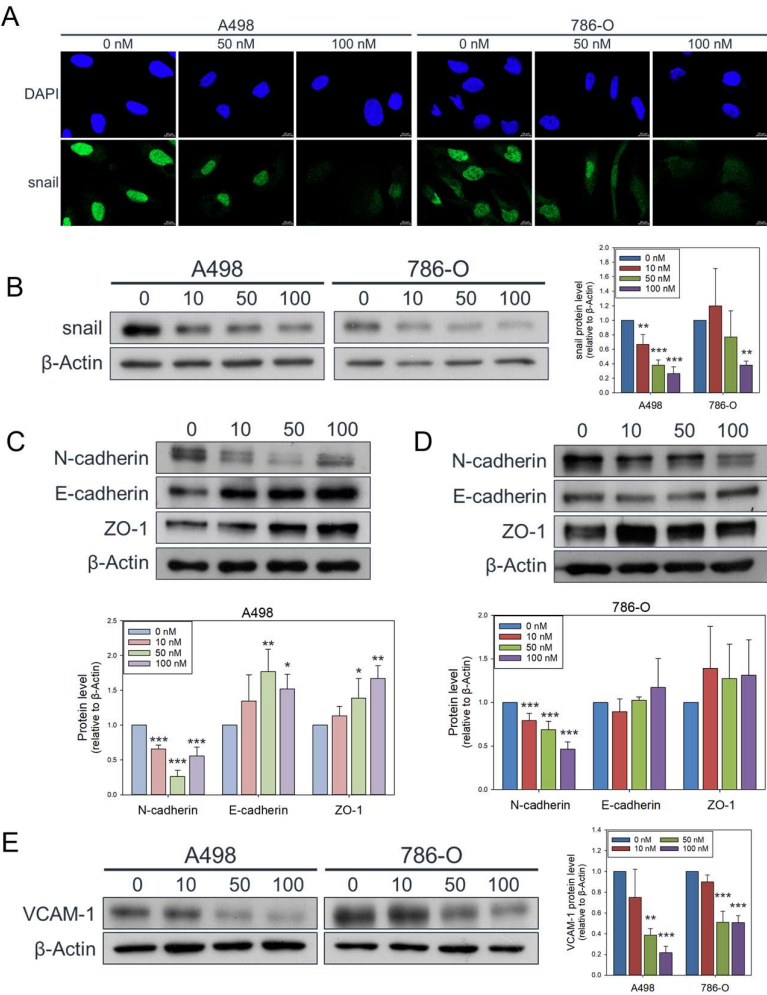 A
A498
786-O
0 nM 50 nM 100 nM 0 nM 50 nM 100 nM
DAPI
snail
B
A498 786-O
0 10 50 100 0 10 50 100
snail
β-Actin
snail protein level
(relative to β-Actin)
2.0
1.8
1.6
1.4
1.2
1.0
0.8
0.6
0.4
0.2
0.0
0 nM
10 nM
50 nM
100 nM
** *** *** **
A498 786-O
C
0 10 50 100
N-cadherin
E-cadherin
ZO-1
β-Actin
D
0 10 50 100
N-cadherin
E-cadherin
ZO-1
β-Actin
A498
Protein level
(relative to β-Actin)
2.0
1.5
1.0
0.5
0.0
0 nM
10 nM
50 nM
100 nM
*** *** *** ** * * **
N-cadherin E-cadherin ZO-1
786-O
Protein level
(relative to β-Actin)
2.0
1.5
1.0
0.5
0.0
0 nM
10 nM
50 nM
100 nM
*** *** ***
N-cadherin E-cadherin ZO-1
E
A498 786-O
0 10 50 100 0 10 50 100
VCAM-1
β-Actin
VCAM-1 protein level
(relative to β-Actin)
1.4
1.2
1.0
0.8
0.6
0.4
0.2
0.0
0 nM 50 nM
10 nM 100 nM
** *** *** ***
A498 786-O